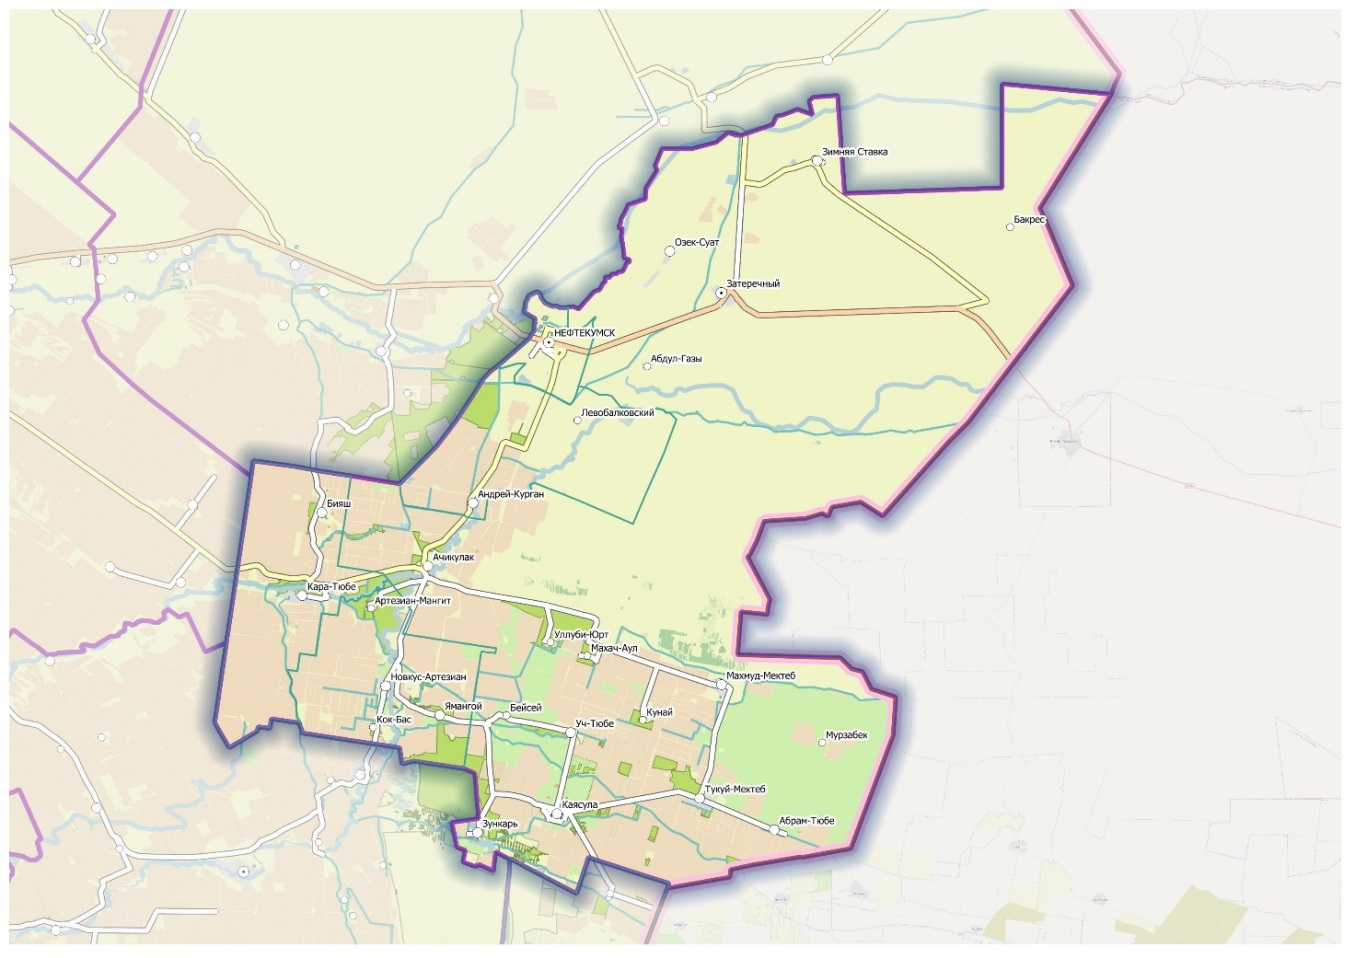 Зимняя Ставка
Бакрес
Озек-Суат
Затеречный
НЕФТЕКУМСК
Абдул-Газы
Левобалковский
Андрей-Курган
Бияш
Ачикулак
Кара-Тюбе
Артезиан-Мангит
Уллуби-Юрт
Махач-Аул
Новкус-Артезиан
Махмуд-Мектеб
Ямангой
Бейсей
Кунай
Кок-Бас
Уч-Тюбе
Мурзабек
Тукуй-Мектеб
Каясула
Абрам-Тюбе
Зункарь